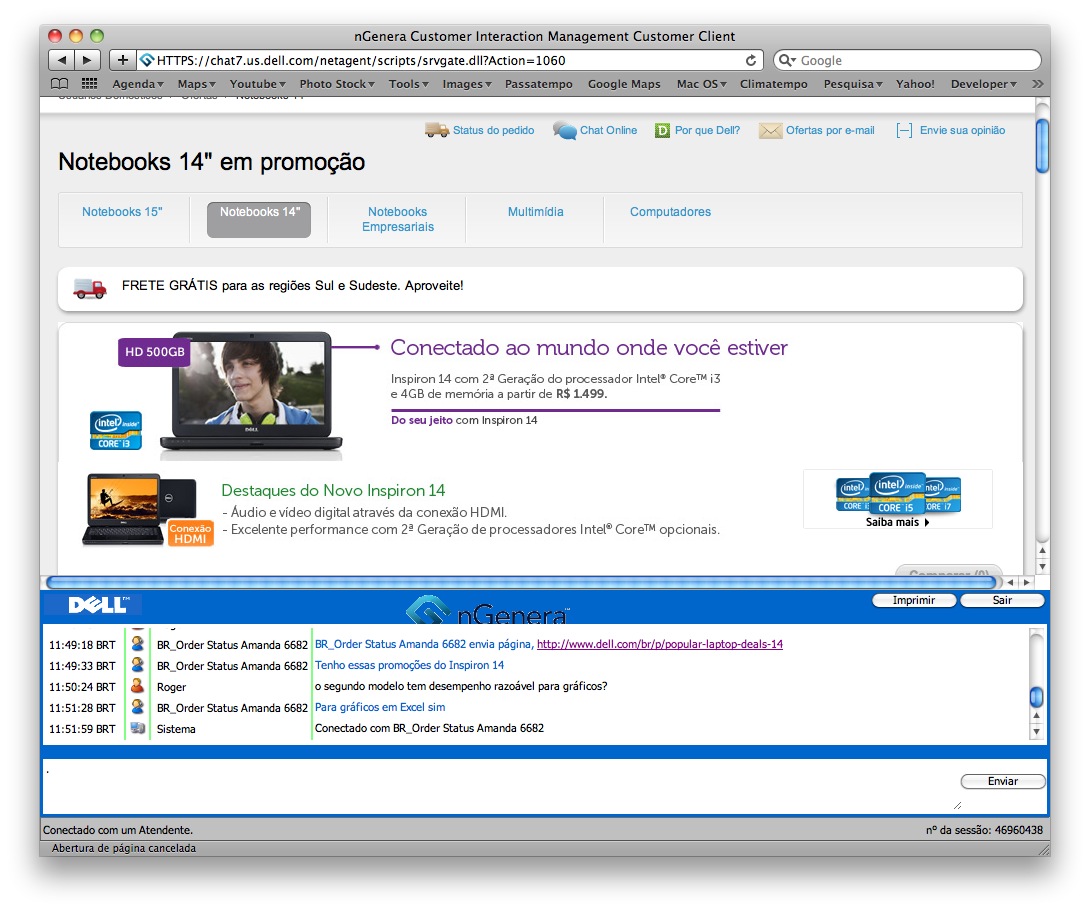 nGenera Customer Interaction Management Customer Client
HTTPS://chat7.us.dell.com/netagent/scripts/srvgate.dll?Action=1060
Google
Agenda Maps Youtube Photo Stock Tools Images Passatempo Google Maps Mac OS Climatempo Pesquisa Yahoo! Developer
Status do pedido Chat Online D Por que Dell? Ofertas por e-mail [-] Envie sua opinião
Notebooks 14" em promoção
Notebooks 15" Notebooks 14" Notebooks Empresariais Multimídia Computadores
FRETE GRÁTIS para as regiões Sul e Sudeste. Aproveite!
HD 500GB
Conectado ao mundo onde você estiver
Inspiron 14 com 2ª Geração do processador Intel® Core™ i3
e 4GB de memória a partir de R$ 1.499.
Do seu jeito com Inspiron 14
DELL
intel inside™
CORE™ i3
Destaques do Novo Inspiron 14
- Áudio e vídeo digital através da conexão HDMI.
- Excelente performance com 2ª Geração de processadores Intel® Core™ opcionais.
Conexão
HDMI
intel intel inside intel
CORE i5 CORE i7
Saiba mais
Comparar (0)
DELL™
nGenera™
Imprimir Sair
11:49:18 BRT BR_Order Status Amanda 6682 BR_Order Status Amanda 6682 envia página, http://www.dell.com/br/p/popular-laptop-deals-14
11:49:33 BRT BR_Order Status Amanda 6682 Tenho essas promoções do Inspiron 14
11:50:24 BRT Roger o segundo modelo tem desempenho razoável para gráficos?
11:51:28 BRT BR_Order Status Amanda 6682 Para gráficos em Excel sim
11:51:59 BRT Sistema Conectado com BR_Order Status Amanda 6682
.
Enviar
Conectado com um Atendente. nº da sessão: 46960438
Abertura de página cancelada